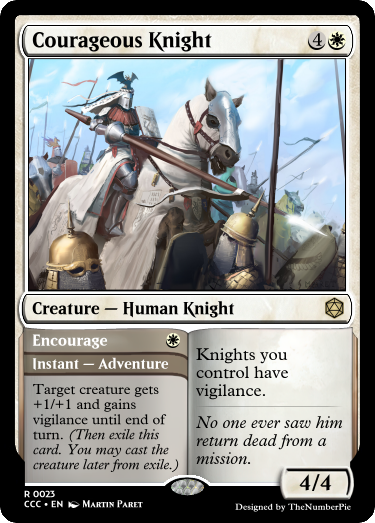 Courageous Knight 4
Creature — Human Knight
Encourage
Instant — Adventure
Target creature gets
+1/+1 and gains
vigilance until end of
turn. (Then exile this
card. You may cast the
creature later from exile.)
Knights you
control have
vigilance.
No one ever saw him
return dead from a
mission.
4/4
R 0023
CCC • EN Martin Paret
Designed by TheNumberPie